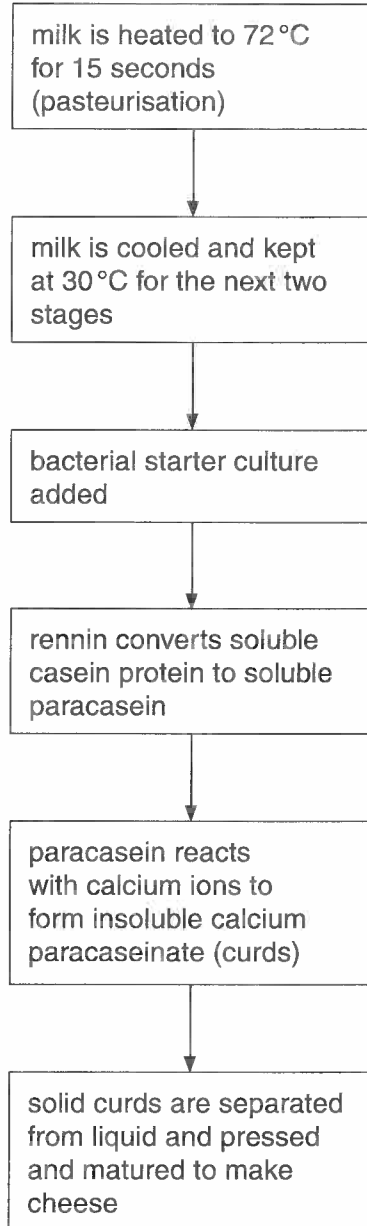 milk is heated to 72°C
for 15 seconds
(pasteurisation)
milk is cooled and kept
at 30°C for the next two
stages
bacterial starter culture
added
rennin converts soluble
casein protein to soluble
paracasein
paracasein reacts
with calcium ions to
form insoluble calcium
paracaseinate (curds)
solid curds are separated
from liquid and pressed
and matured to make
cheese